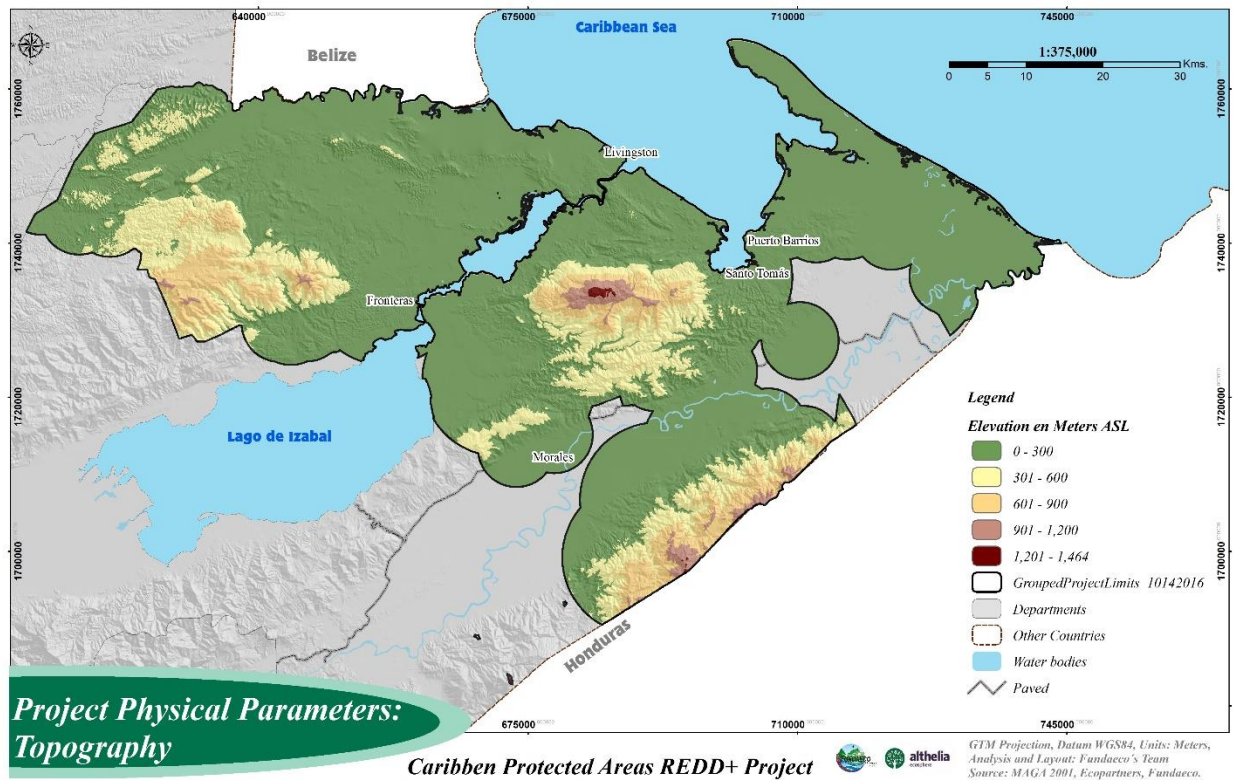 640000
675000
710000
745000
Caribbean Sea
Belize
1:375,000
Kms.
0 5 10 20 30
1760000
1760000
Livingston
1740000
1740000
Puerto Barrios
Santo Tomás
Fronteras
1720000
1720000
Lago de Izabal
Morales
1700000
1700000
Honduras
Legend
Elevation en Meters ASL
0 - 300
301 - 600
601 - 900
901 - 1,200
1,201 - 1,464
GroupedProjectLimits 10142016
Departments
Other Countries
Water bodies
Paved
675000
710000
745000
Project Physical Parameters:
Topography
Caribben Protected Areas REDD+ Project
FUNDAECO
althelia
ecosphere
GTM Projection, Datum WGS84, Units: Meters,
Analysis and Layout: Fundaeco's Team
Source: MAGA 2001, Ecopartners, Fundaeco.